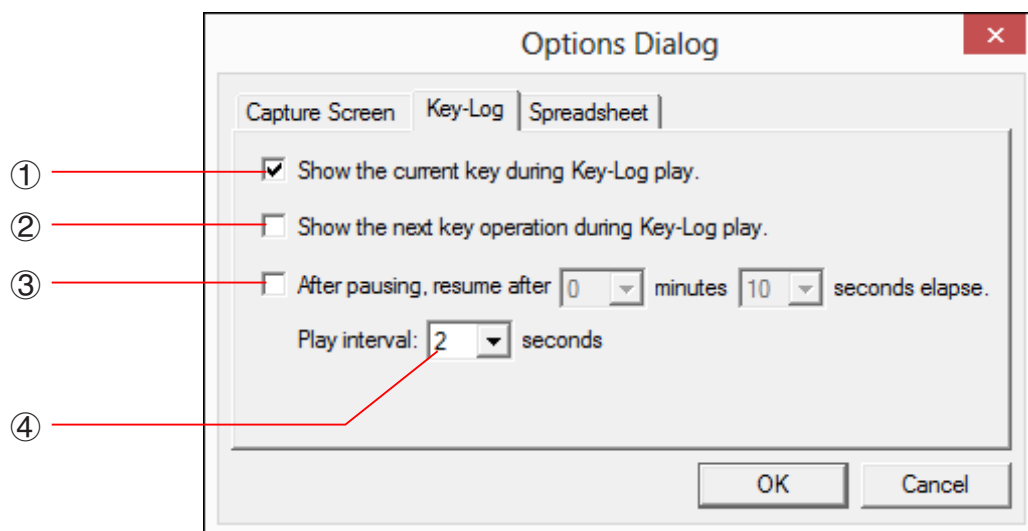 Options Dialog
Capture Screen Key-Log Spreadsheet
① Show the current key during Key-Log play.
② Show the next key operation during Key-Log play.
③ After pausing, resume after 0 minutes 10 seconds elapse.
Play interval: 2 seconds
④
OK Cancel